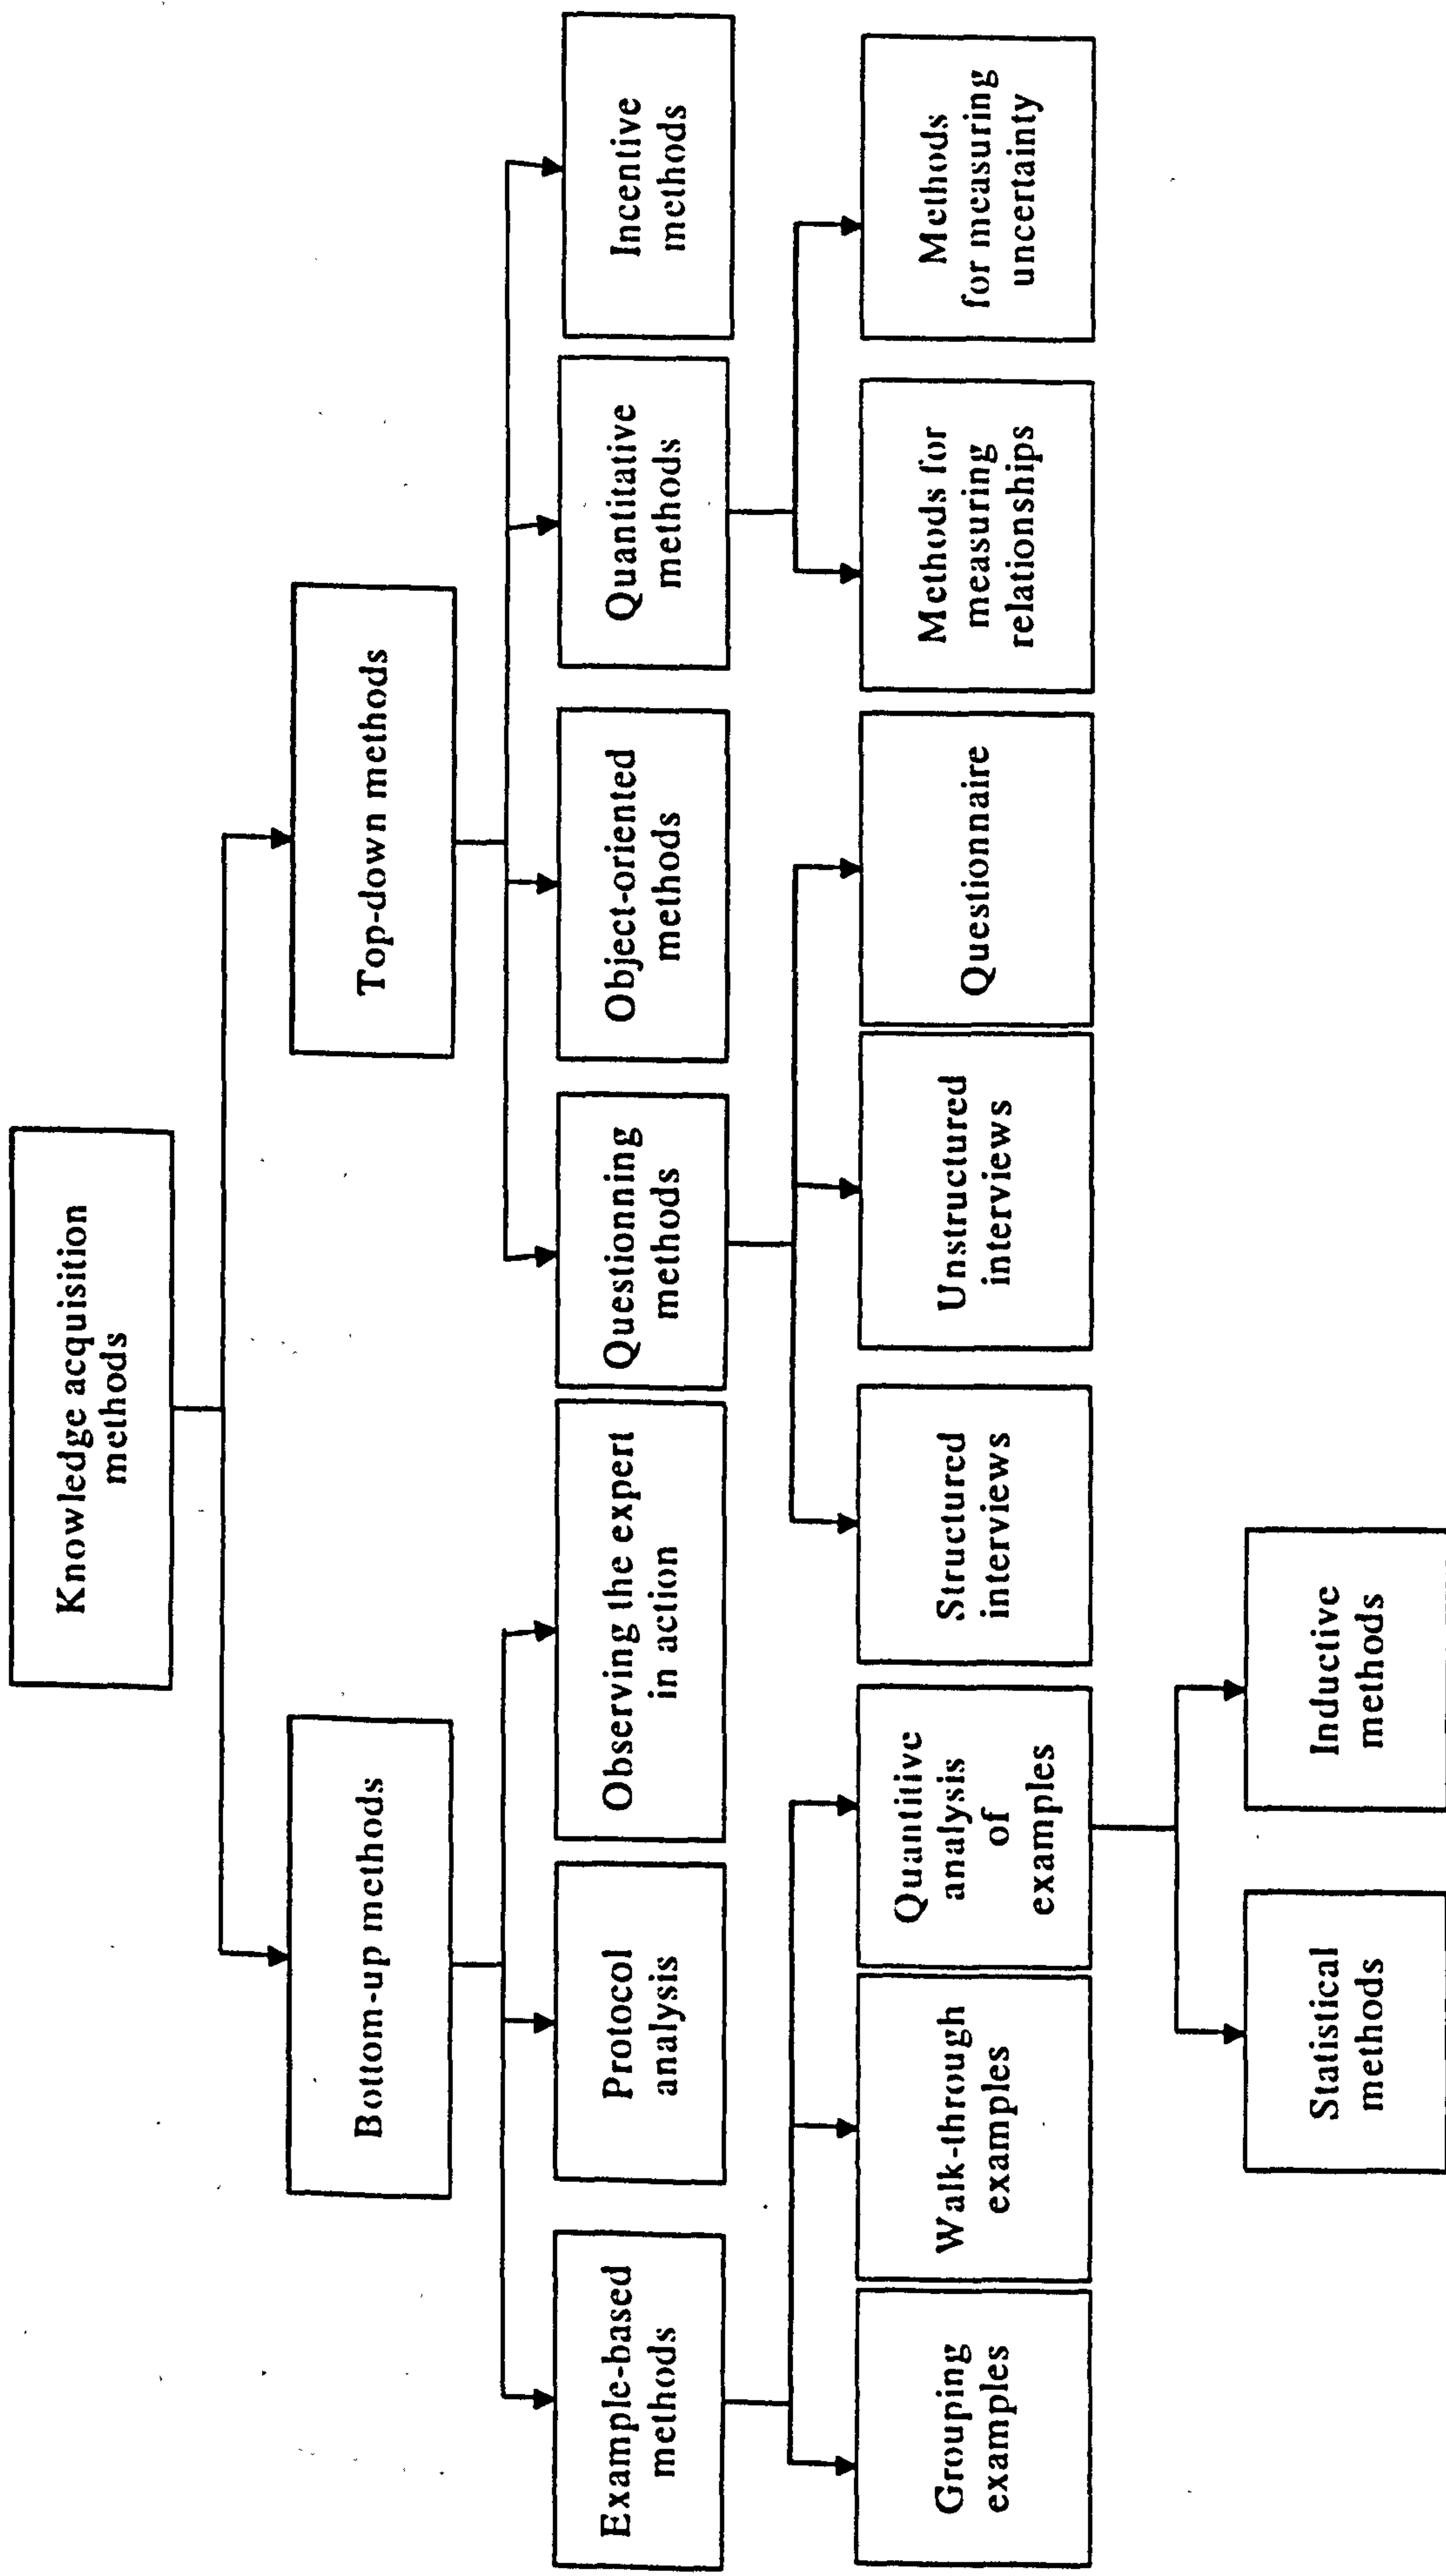 Knowledge acquisition
methods
Bottom-up methods
Top-down methods
Example-based
methods
Protocol
analysis
Observing the expert
in action
Questionning
methods
Object-oriented
methods
Quantitative
methods
Incentive
methods
Grouping
examples
Walk-through
examples
Quantitive
analysis
of
examples
Structured
interviews
Unstructured
interviews
Questionnaire
Methods for
measuring
relationships
Methods
for measuring
uncertainty
Statistical
methods
Inductive
methods